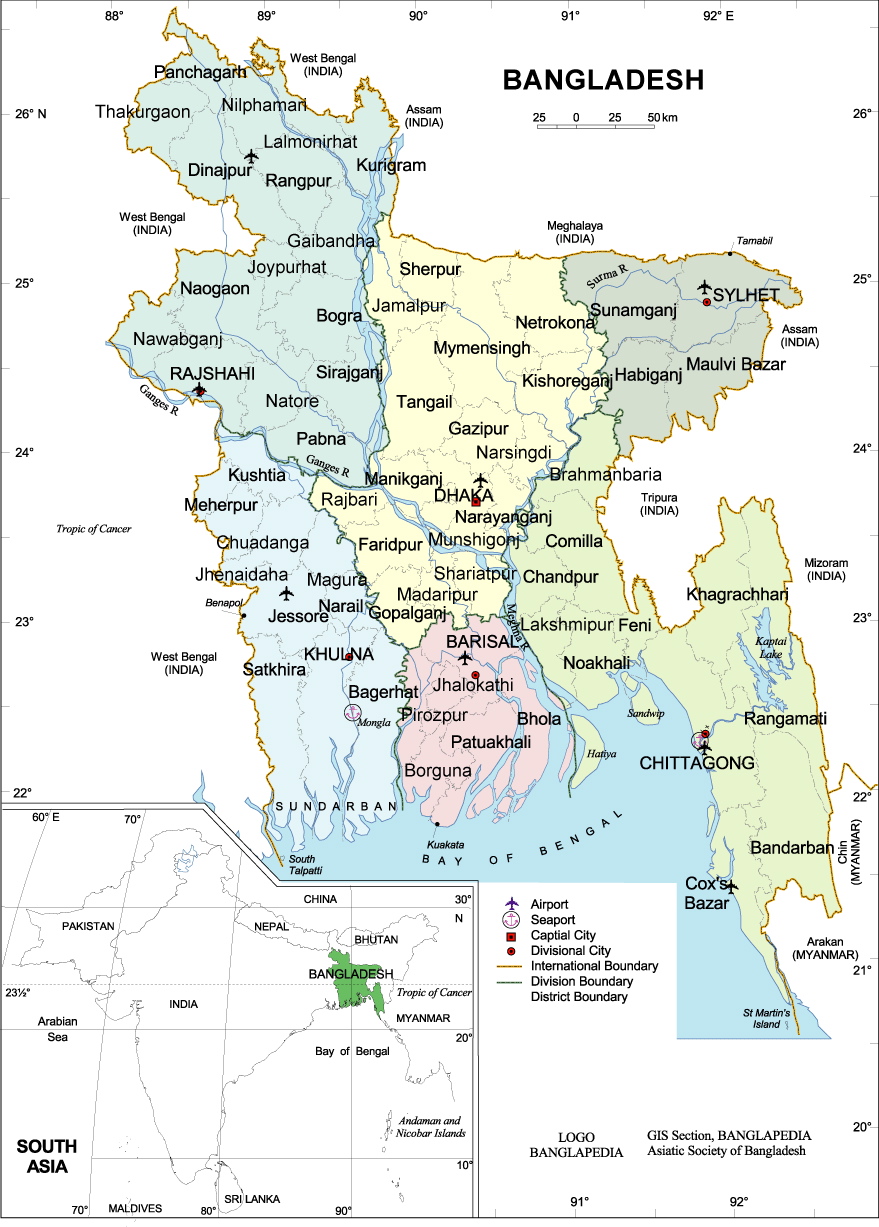 88°
89°
90°
91°
92° E
BANGLADESH
25 0 25 50 km
West Bengal
(INDIA)
Panchagarh
26° N
26°
Thakurgaon
Nilphamari
Assam
(INDIA)
Lalmonirhat
Dinajpur
Kurigram
Rangpur
West Bengal
(INDIA)
Meghalaya
(INDIA)
Tamabil
Gaibandha
Joypurhat
Sherpur
Surma R
25°
25°
Naogaon
SYLHET
Jamalpur
Bogra
Netrokona
Sunamganj
Assam
(INDIA)
Nawabganj
Mymensingh
RAJSHAHI
Sirajganj
Kishoreganj
Habiganj
Maulvi Bazar
Ganges R
Natore
Tangail
Gazipur
Pabna
24°
24°
Narsingdi
Ganges R
Kushtia
Manikganj
Brahmanbaria
Meherpur
Rajbari
DHAKA
Tripura
(INDIA)
Narayanganj
Tropic of Cancer
Chuadanga
Faridpur
Munshigonj
Comilla
Mizoram
(INDIA)
Jhenaidaha
Magura
Shariatpur
Chandpur
Madaripur
Khagrachhari
Benapol
Jessore
Narail
Gopalganj
23°
23°
Meghna R
Lakshmipur
Feni
BARISAL
Kaptai
Lake
West Bengal
(INDIA)
KHULNA
Satkhira
Noakhali
Jhalokathi
Bagerhat
Mongla
Pirozpur
Bhola
Sandwip
Rangamati
Patuakhali
Hatiya
CHITTAGONG
Borguna
22°
22°
SUNDARBAN
Kuakata
BAY OF BENGAL
Bandarban
Chin
(MYANMAR)
South
Talpatti
Cox's
Bazar
Arakan
(MYANMAR)
21°
St Martin's
Island
20°
91°
92°
Airport
Seaport
Captial City
Divisional City
International Boundary
Division Boundary
District Boundary
LOGO
BANGLAPEDIA
GIS Section, BANGLAPEDIA
Asiatic Society of Bangladesh
60° E
70°
CHINA
30°
N
PAKISTAN
NEPAL
BHUTAN
BANGLADESH
23½°
Tropic of Cancer
INDIA
MYANMAR
Arabian
Sea
20°
Bay of Bengal
Andaman and
Nicobar Islands
SOUTH
ASIA
10°
SRI LANKA
70°
MALDIVES
80°
90°